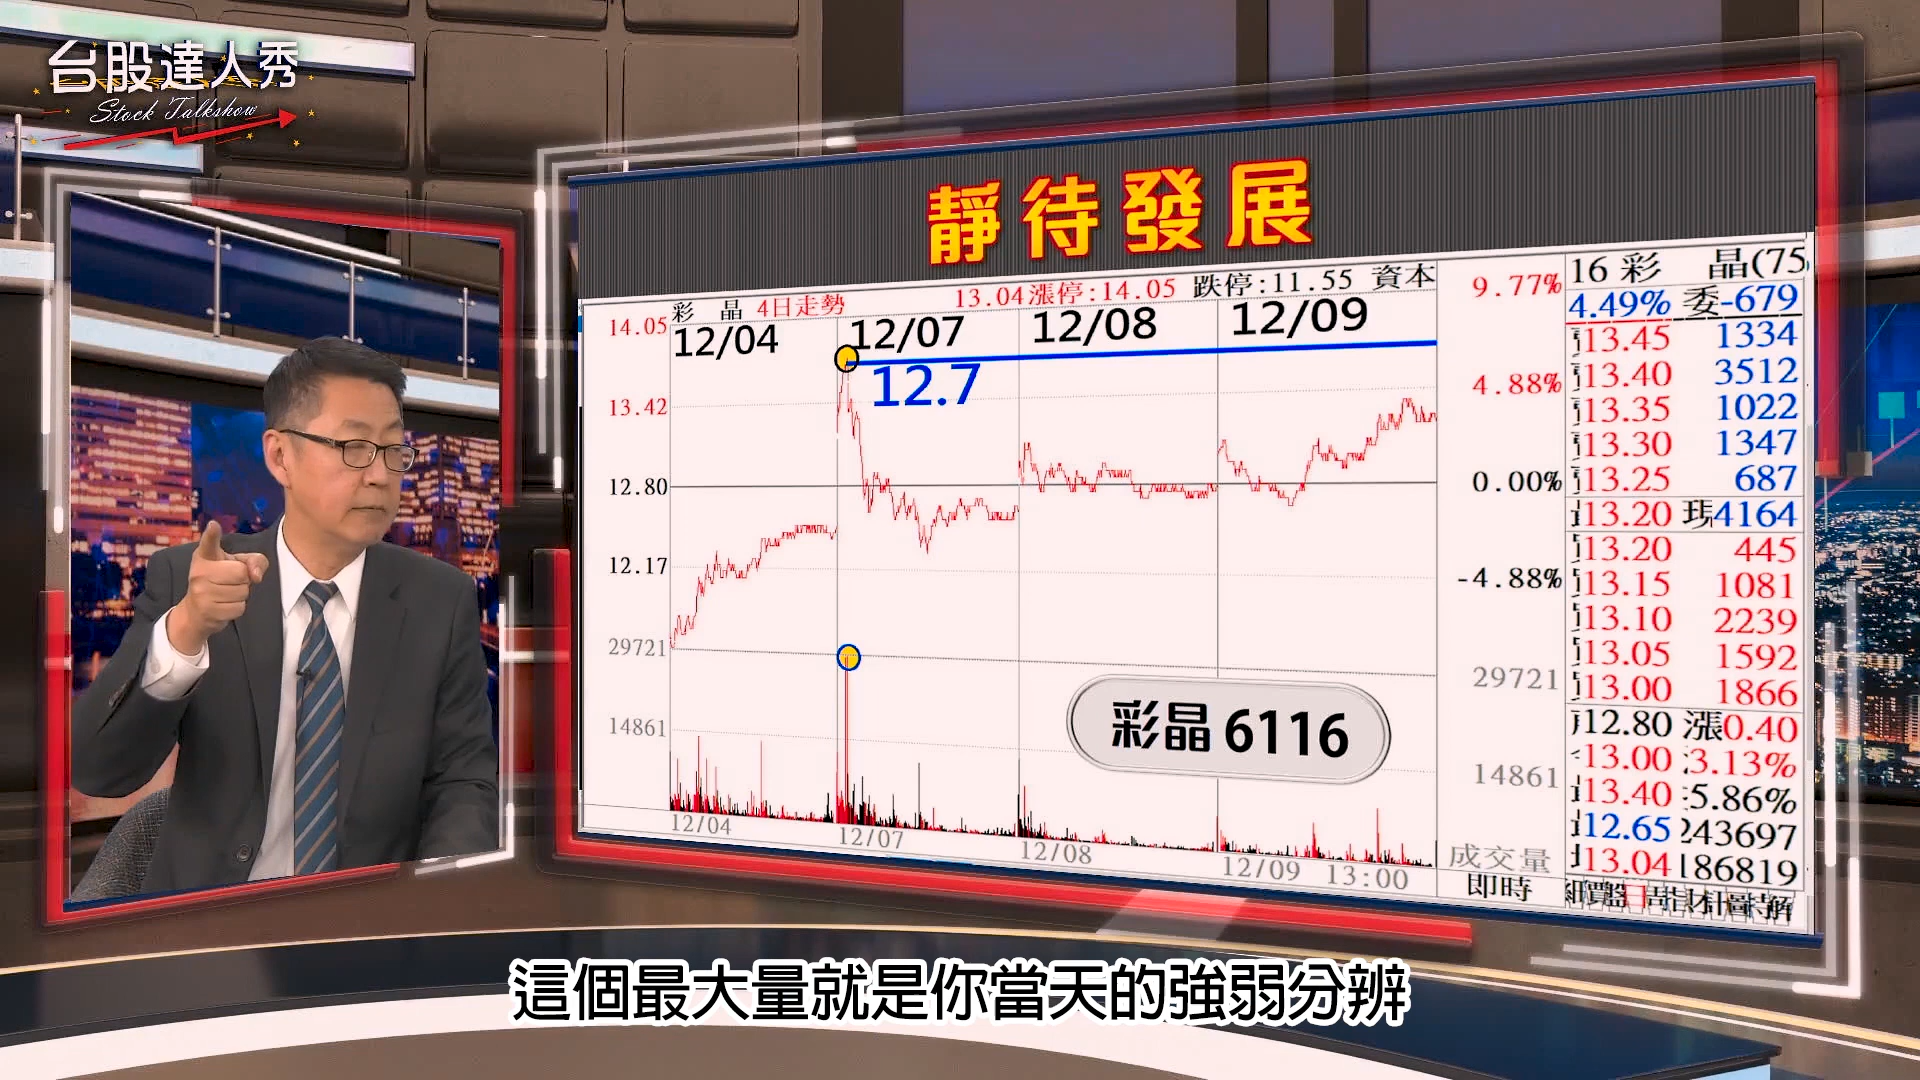 台股達人秀
Stock Talkshow
靜待發展
彩 晶 4日走勢 13.04 漲停:14.05 跌停:11.55 資本
12/04 12/07 12/08 12/09
12.7
14.05
13.42
12.80
12.17
29721
14861
12/04 12/07 12/08 12/09 13:00
9.77%
4.88%
0.00%
-4.88%
29721
14861
成交量
即時
彩晶 6116
16 彩 晶(75
4.49% 委-679
13.45 1334
13.40 3512
13.35 1022
13.30 1347
13.25 687
13.20 4164
13.20 445
13.15 1081
13.10 2239
13.05 1592
13.00 1866
12.80 漲0.40
13.00 3.13%
13.40 5.86%
12.65 243697
13.04 186819
這個最大量就是你當天的強弱分辨